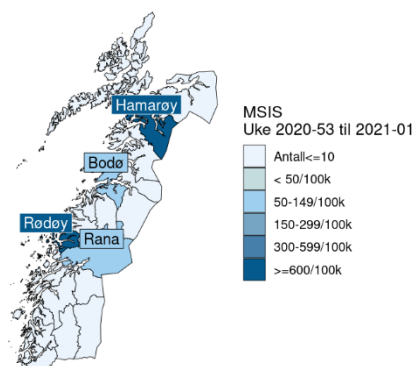 Hamarøy
Bodø
Rødøy
Rana
MSIS
Uke 2020-53 til 2021-01
Antall<=10
< 50/100k
50-149/100k
150-299/100k
300-599/100k
>=600/100k